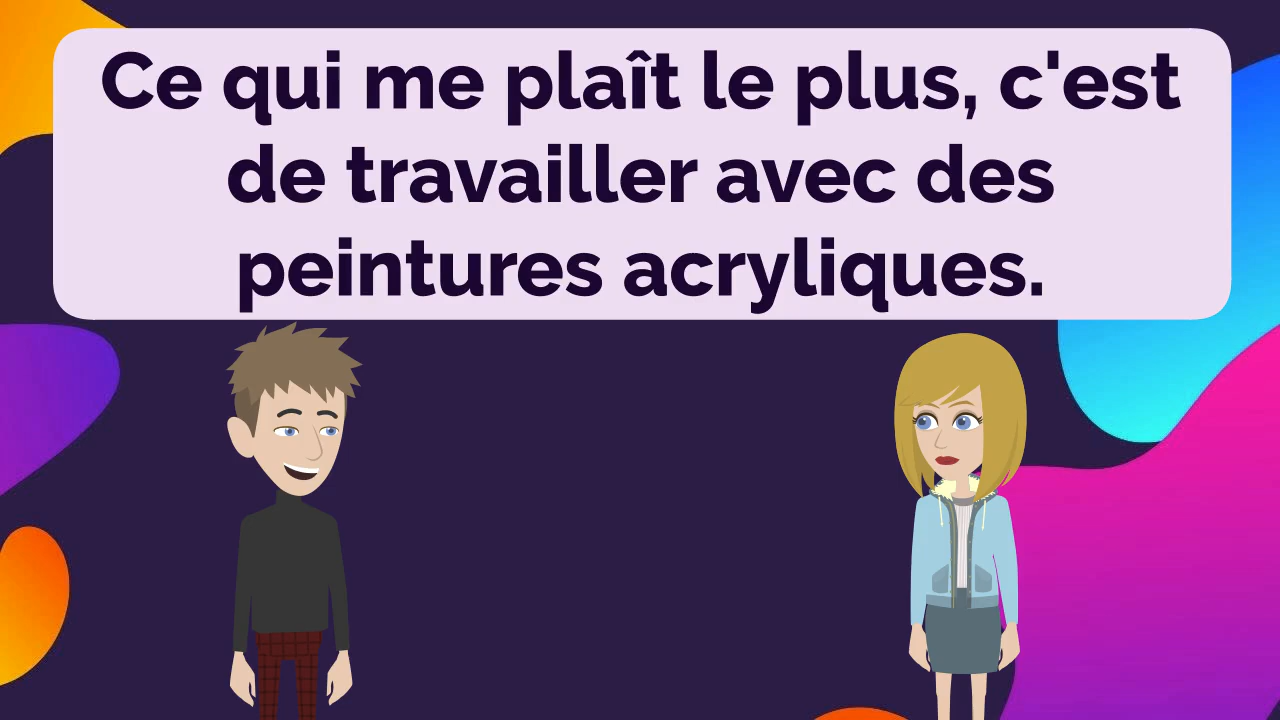 Ce qui me plaît le plus, c'est
de travailler avec des
peintures acryliques.